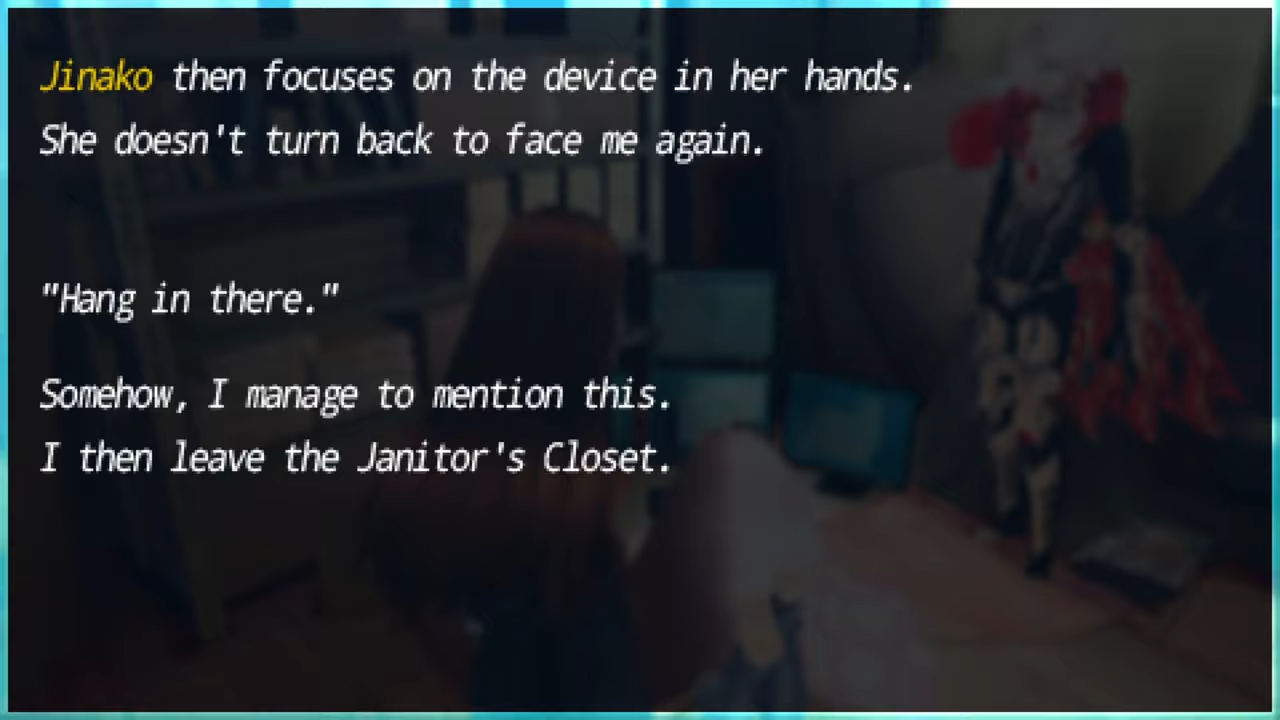 Jinako then focuses on the device in her hands.
She doesn't turn back to face me again.
"Hang in there."
Somehow, I manage to mention this.
I then leave the Janitor's Closet.